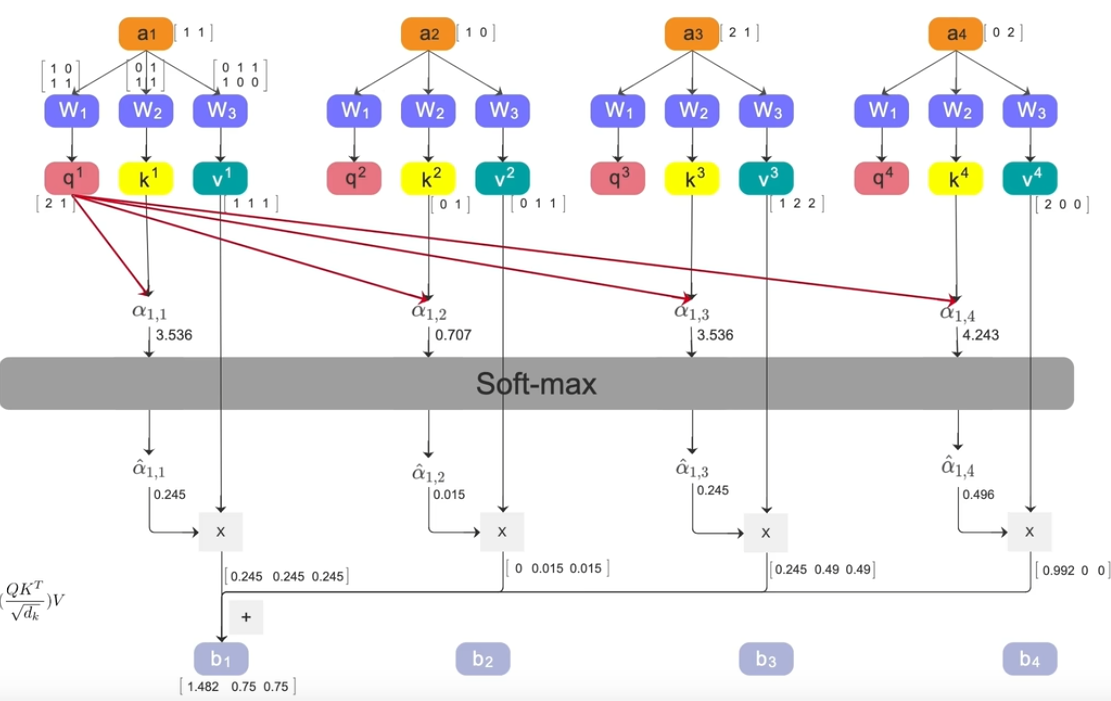 a1 [ 1 1 ] a2 [ 1 0 ] a3 [ 2 1 ] a4 [ 0 2 ]
[ 1 0 [ 0 1 [ 0 1 1
1 1 ] 1 1 ] 1 0 0 ]
W1 W2 W3 W1 W2 W3 W1 W2 W3 W1 W2 W3
q¹ k¹ v¹ q² k² v² q³ k³ v³ q⁴ k⁴ v⁴
[ 2 1 ] [ 1 1 1 ] [ 0 1 ] [ 0 1 1 ] [ 1 2 2 ] [ 2 0 0 ]
α1,1 α1,2 α1,3 α1,4
3.536 0.707 3.536 4.243
Soft-max
α̂1,1 α̂1,2 α̂1,3 α̂1,4
0.245 0.015 0.245 0.496
x x x x
[ 0.245 0.245 0.245 ] [ 0 0.015 0.015 ] [ 0.245 0.49 0.49 ] [ 0.992 0 0 ]
(QKᵀ/√dk)V
+
b1 b2 b3 b4
[ 1.482 0.75 0.75 ]